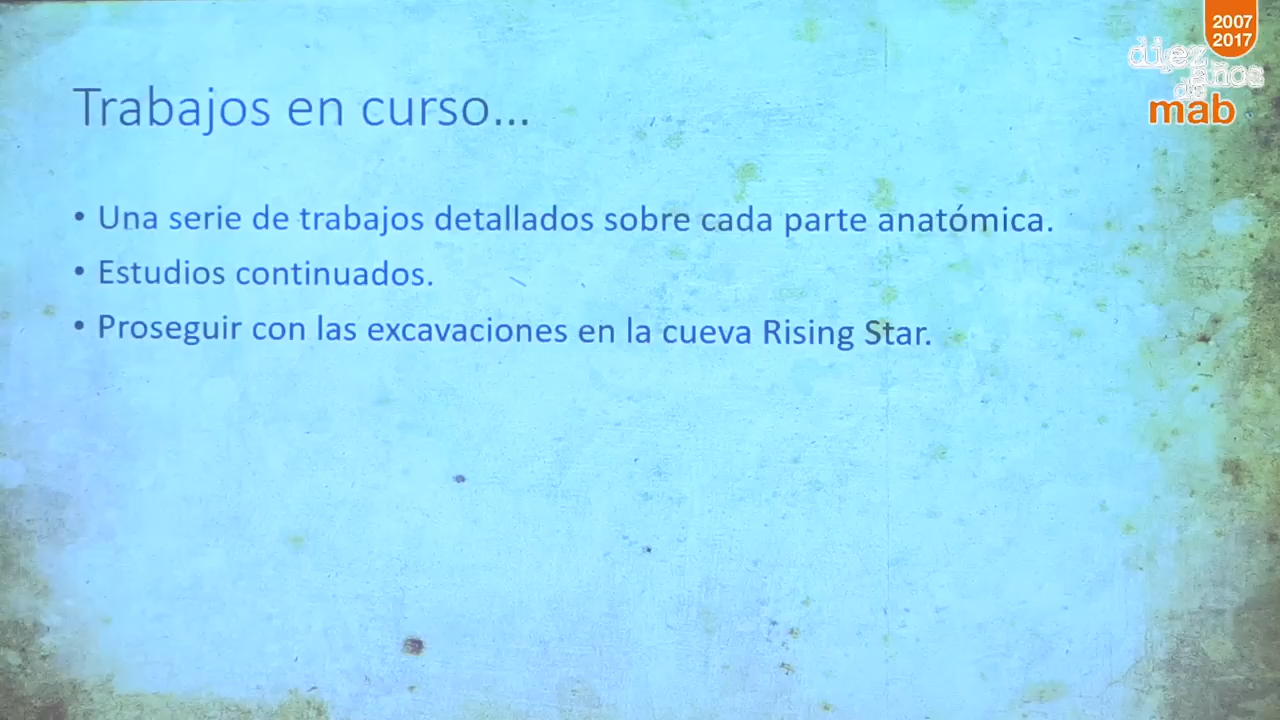 2007
2017
diez
años
de
mab
Trabajos en curso...
• Una serie de trabajos detallados sobre cada parte anatómica.
• Estudios continuados.
• Proseguir con las excavaciones en la cueva Rising Star.